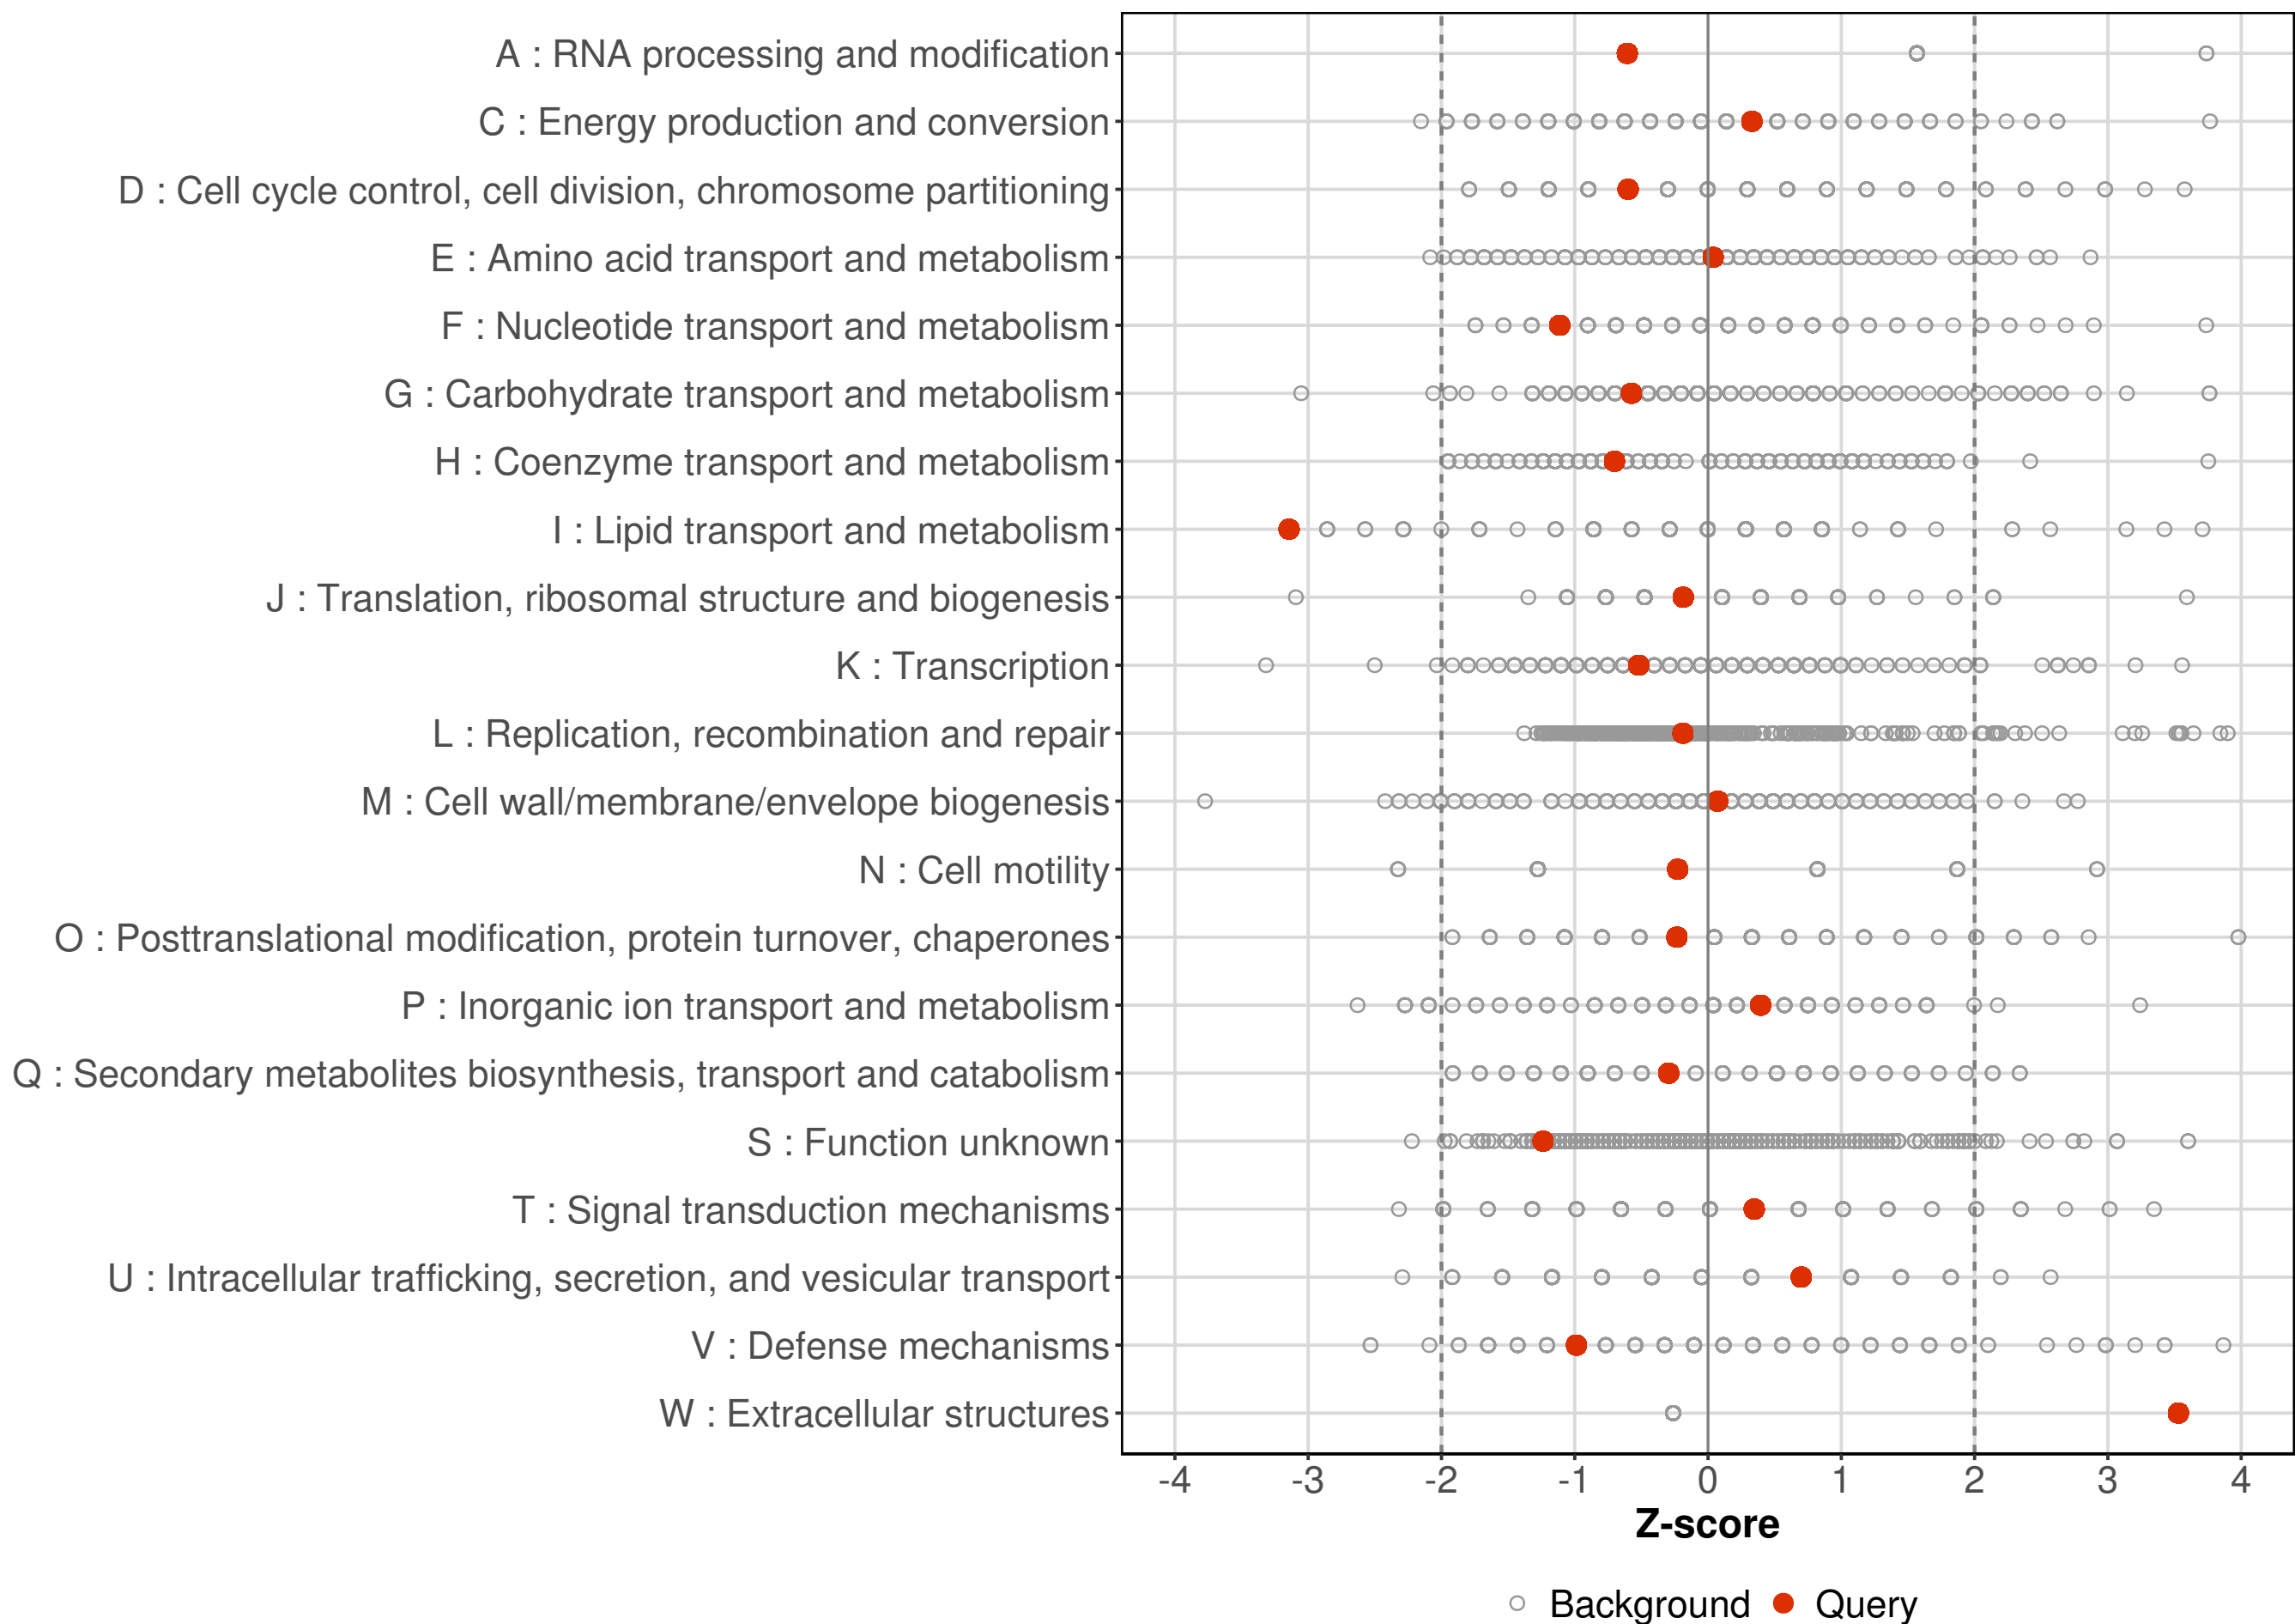 A : RNA processing and modification
C : Energy production and conversion
D : Cell cycle control, cell division, chromosome partitioning
E : Amino acid transport and metabolism
F : Nucleotide transport and metabolism
G : Carbohydrate transport and metabolism
H : Coenzyme transport and metabolism
I : Lipid transport and metabolism
J : Translation, ribosomal structure and biogenesis
K : Transcription
L : Replication, recombination and repair
M : Cell wall/membrane/envelope biogenesis
N : Cell motility
O : Posttranslational modification, protein turnover, chaperones
P : Inorganic ion transport and metabolism
Q : Secondary metabolites biosynthesis, transport and catabolism
S : Function unknown
T : Signal transduction mechanisms
U : Intracellular trafficking, secretion, and vesicular transport
V : Defense mechanisms
W : Extracellular structures
-4 -3 -2 -1 0 1 2 3 4
Z-score
Background Query